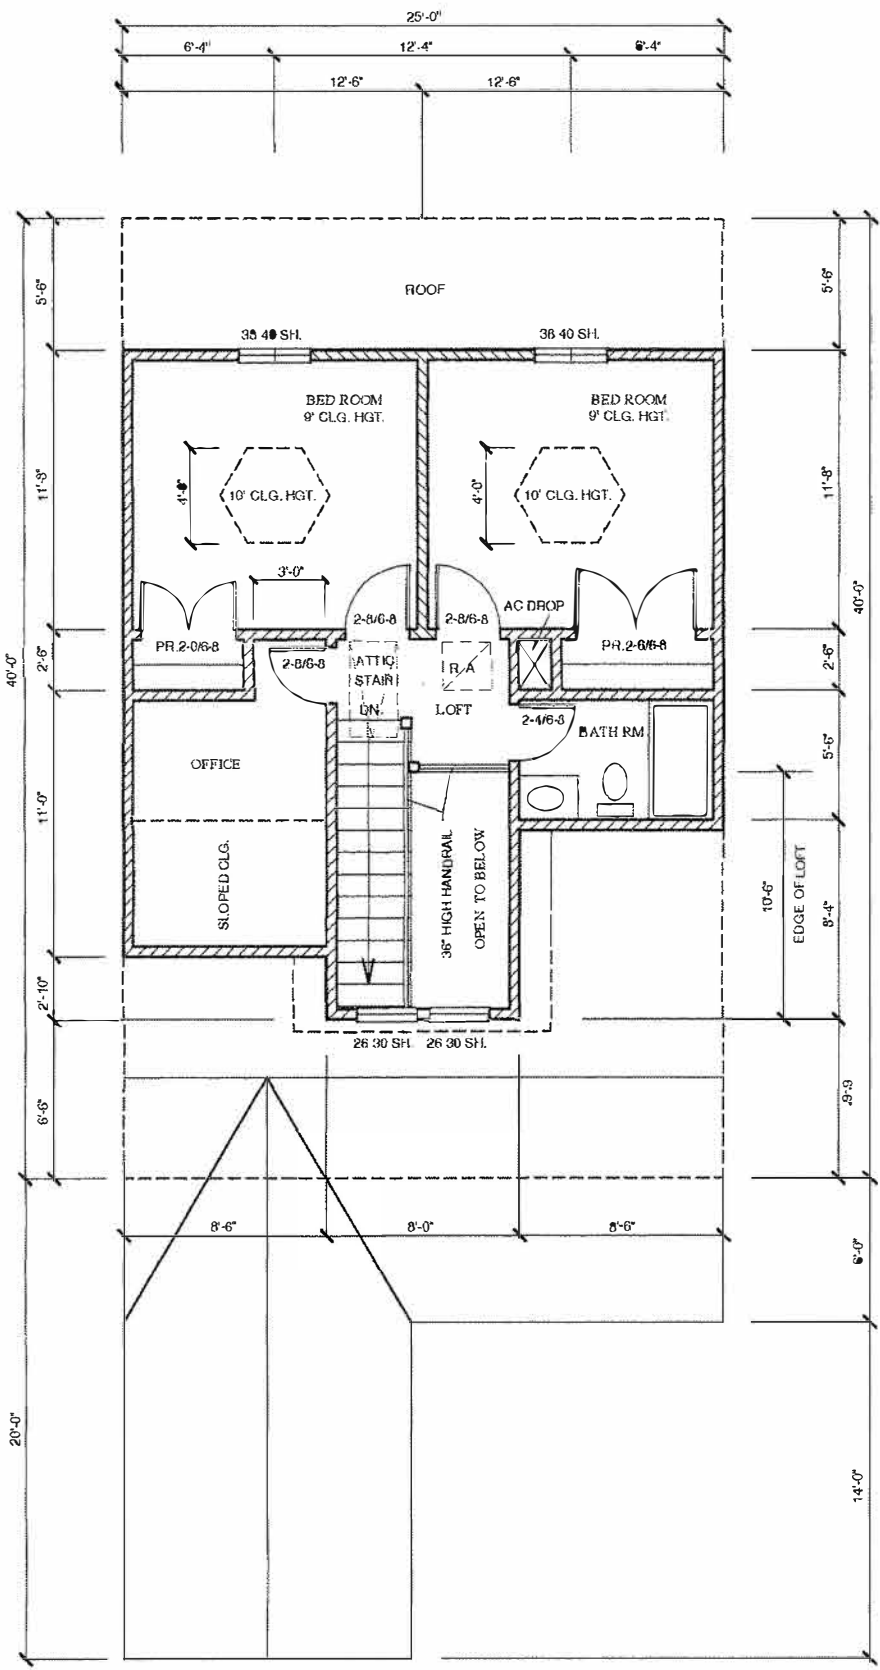 25'-0"
6'-4" 12'-4" 6'-4"
12'-6" 12'-6"
5'-6" 5'-6"
ROOF
36 40 SH. 36 40 SH.
BED ROOM BED ROOM
9' CLG. HGT. 9' CLG. HGT.
11'-8"
4'-0" 10' CLG. HGT. 4'-0" 10' CLG. HGT.
3'-0"
2-8/6-8 2-8/6-8 AC DROP
40'-0"
40'-0"
2'-6" PR.2-0/6-8 2-8/6-8 ATTIC R.A PR.2-6/6-8 2'-6"
STAIR
DN. LOFT 2-4/6-8 BATH RM.
OFFICE
5'-6"
11'-0"
SLOPED CLG.
36" HIGH HANDRAIL
OPEN TO BELOW
10'-6"
EDGE OF LOFT
8'-4"
2'-10"
26 30 SH. 26 30 SH.
6'-6" 6'-6"
8'-6" 8'-0" 8'-6"
6'-0"
20'-0"
14'-0"